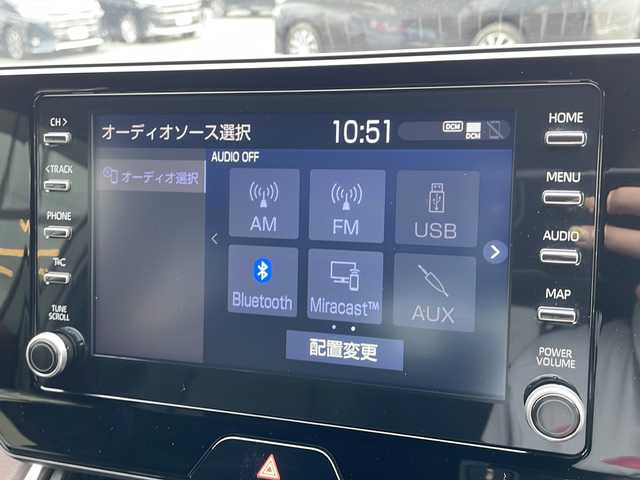 CH >
< TRACK
PHONE
T<C
TUNE
SCROLL
オーディオソース選択
10:51
DCM
DCM
AUDIO OFF
オーディオ選択
AM
FM
USB
Bluetooth
Miracast™
AUX
配置変更
HOME
MENU
AUDIO
MAP
POWER
VOLUME